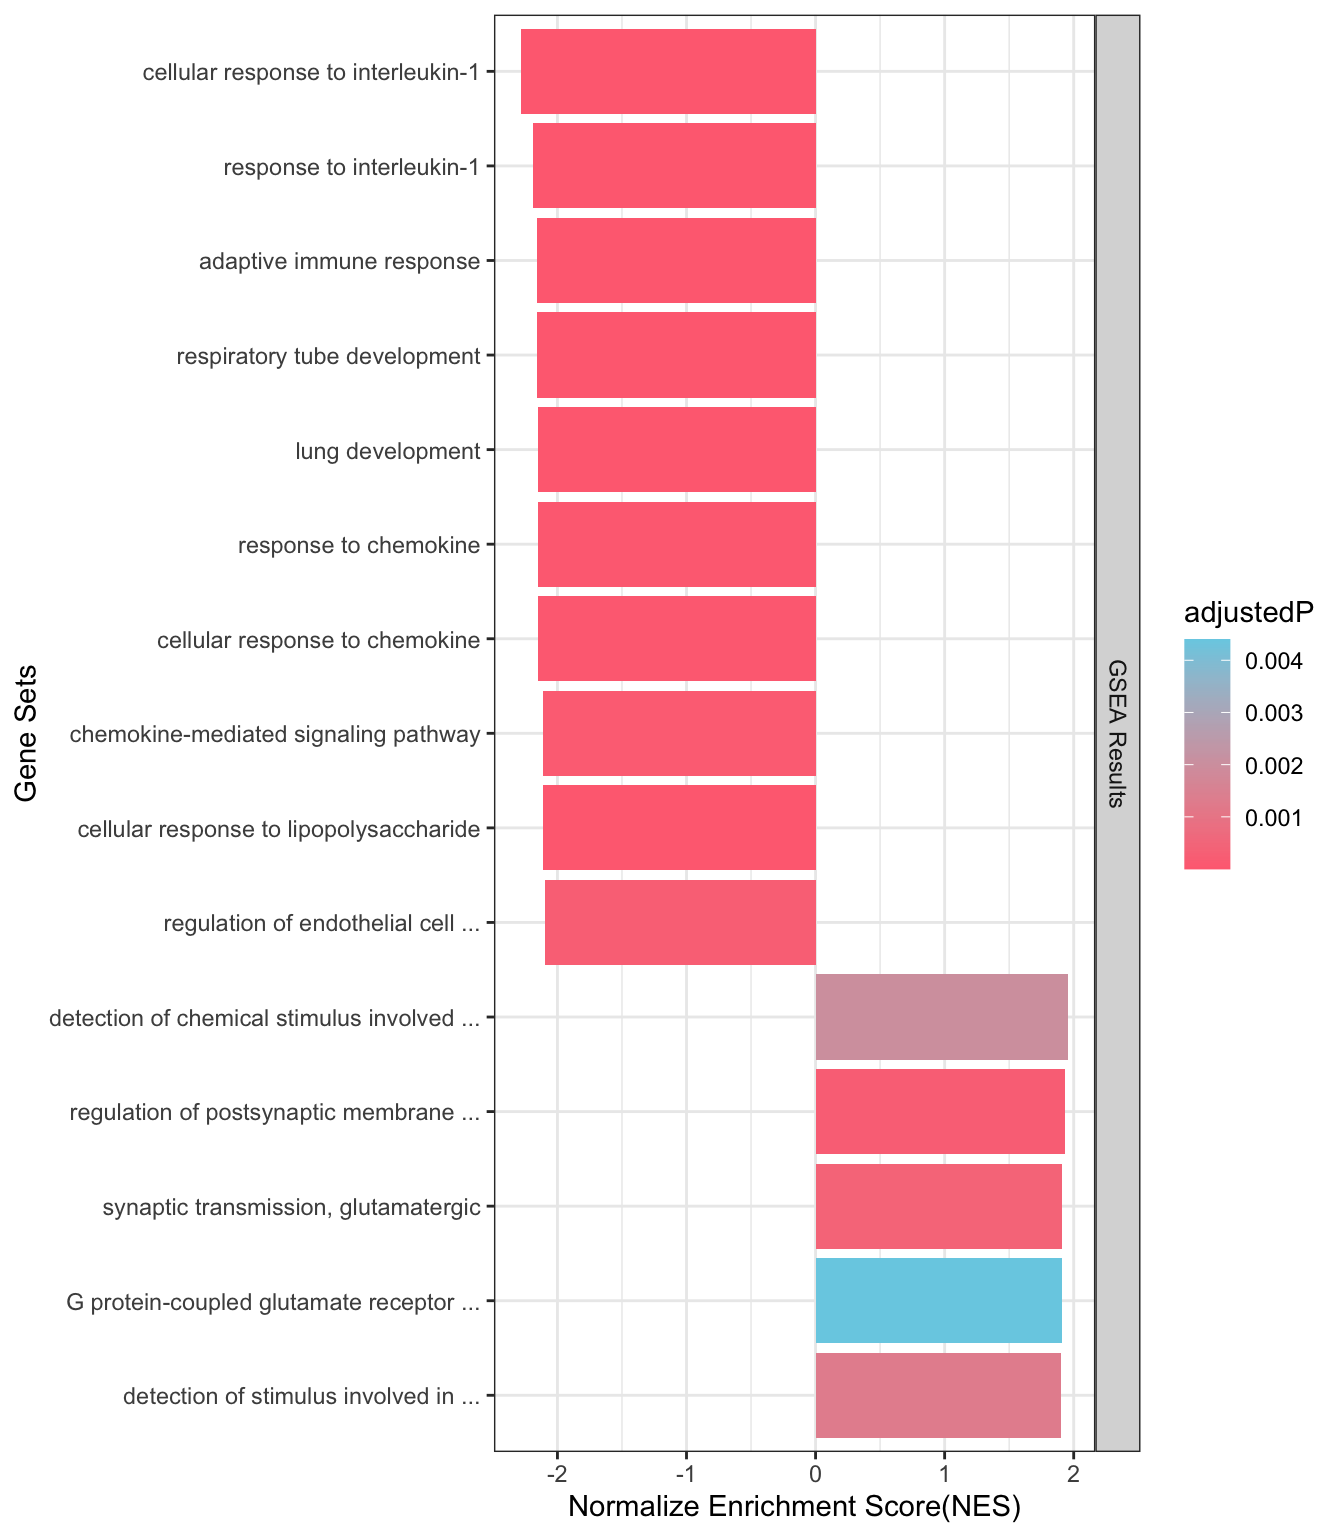 cellular response to interleukin-1
response to interleukin-1
adaptive immune response
respiratory tube development
lung development
response to chemokine
cellular response to chemokine
chemokine-mediated signaling pathway
cellular response to lipopolysaccharide
regulation of endothelial cell ...
detection of chemical stimulus involved ...
regulation of postsynaptic membrane ...
synaptic transmission, glutamatergic
G protein-coupled glutamate receptor ...
detection of stimulus involved in ...
Gene Sets
-2 -1 0 1 2
Normalize Enrichment Score(NES)
GSEA Results
adjustedP
0.004
0.003
0.002
0.001